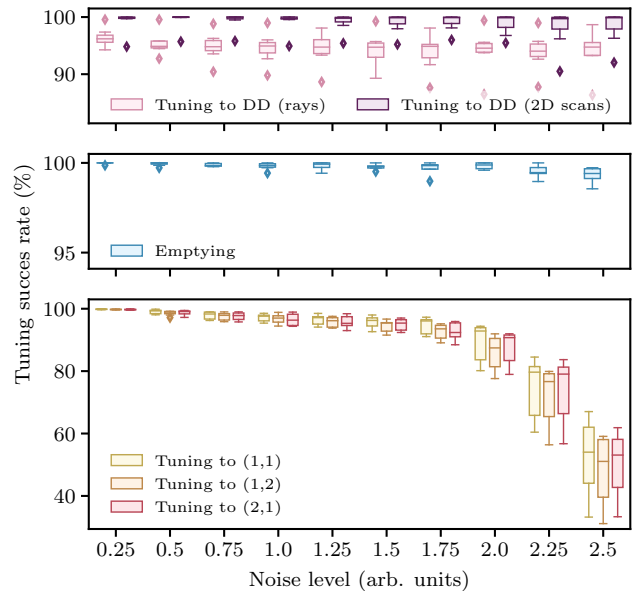 100
90
Tuning to DD (rays)
Tuning to DD (2D scans)
100
95
Emptying
Tuning succes rate (%)
100
80
60
40
Tuning to (1,1)
Tuning to (1,2)
Tuning to (2,1)
0.25 0.5 0.75 1.0 1.25 1.5 1.75 2.0 2.25 2.5
Noise level (arb. units)